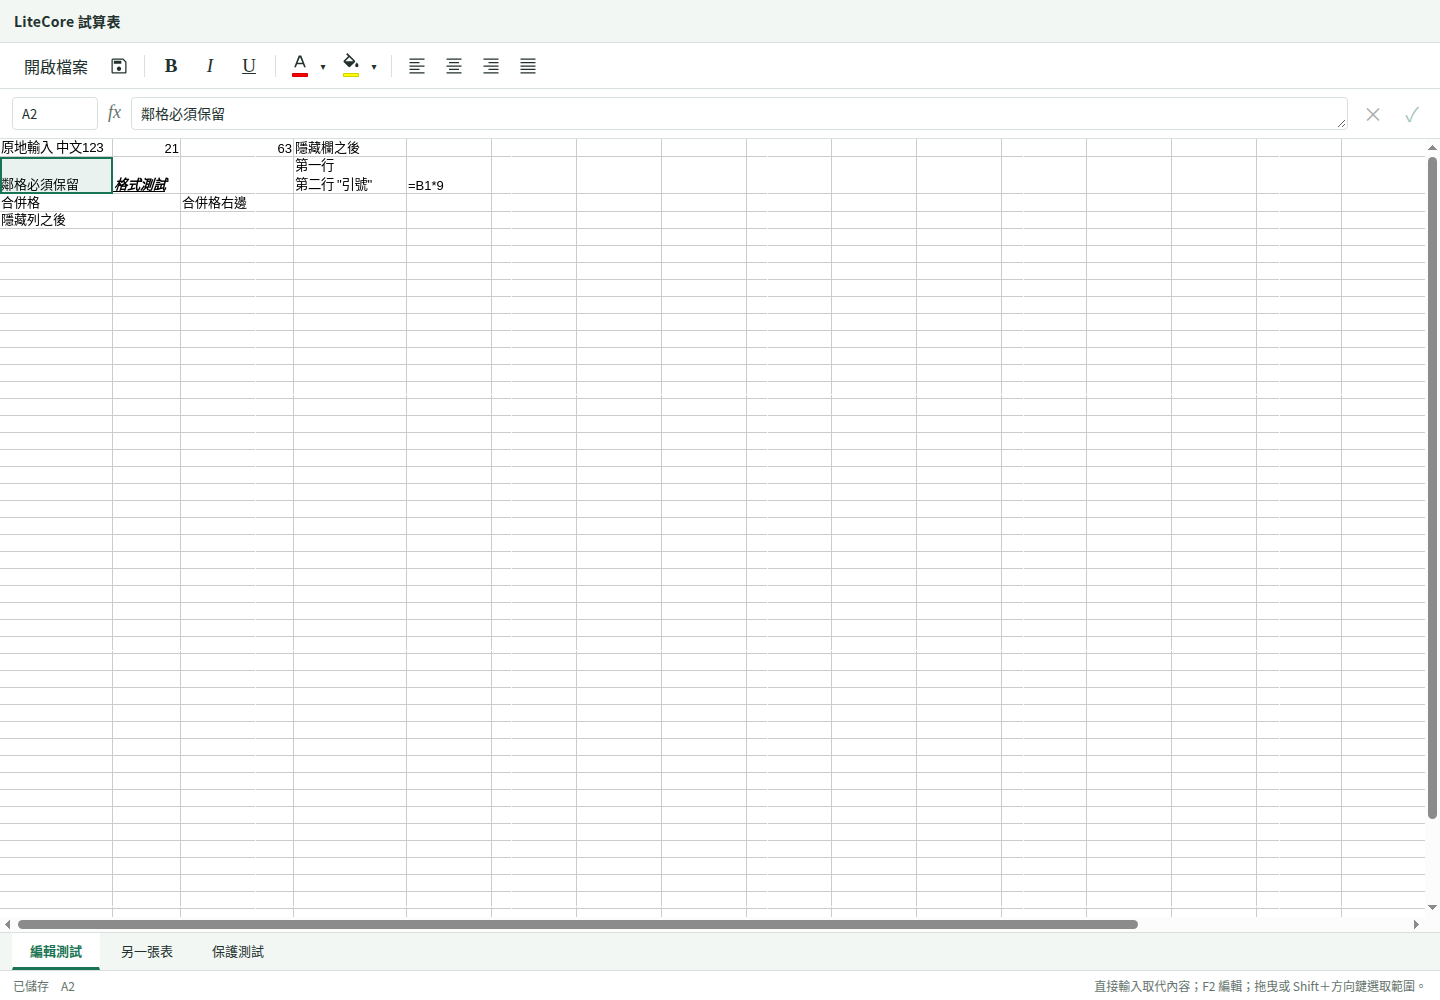 LiteCore 試算表
開啟檔案 B I U A
A2 fx 鄰格必須保留
原地輸入 中文123 21 63 隱藏欄之後
第一行
鄰格必須保留 格式測試 第二行 "引號" =B1*9
合併格 合併格右邊
隱藏列之後
編輯測試 另一張表 保護測試
已儲存 A2 直接輸入取代內容；F2 編輯；拖曳或 Shift＋方向鍵選取範圍。